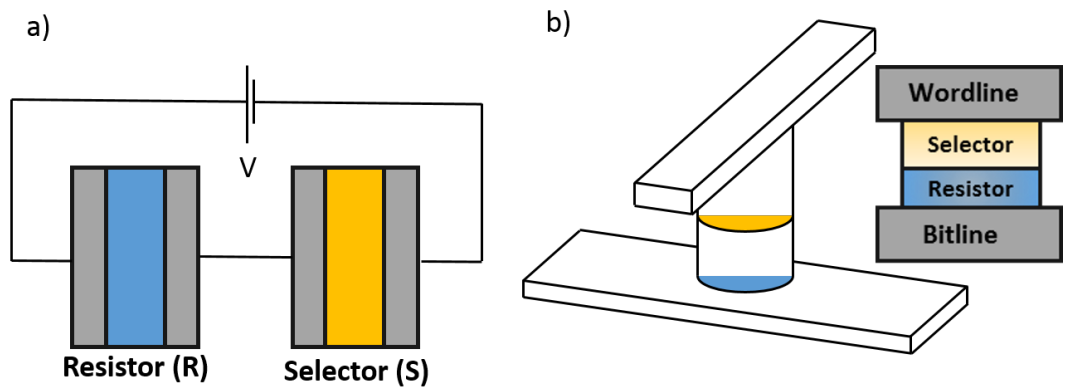 a)
V
Resistor (R)
Selector (S)
b)
Wordline
Selector
Resistor
Bitline